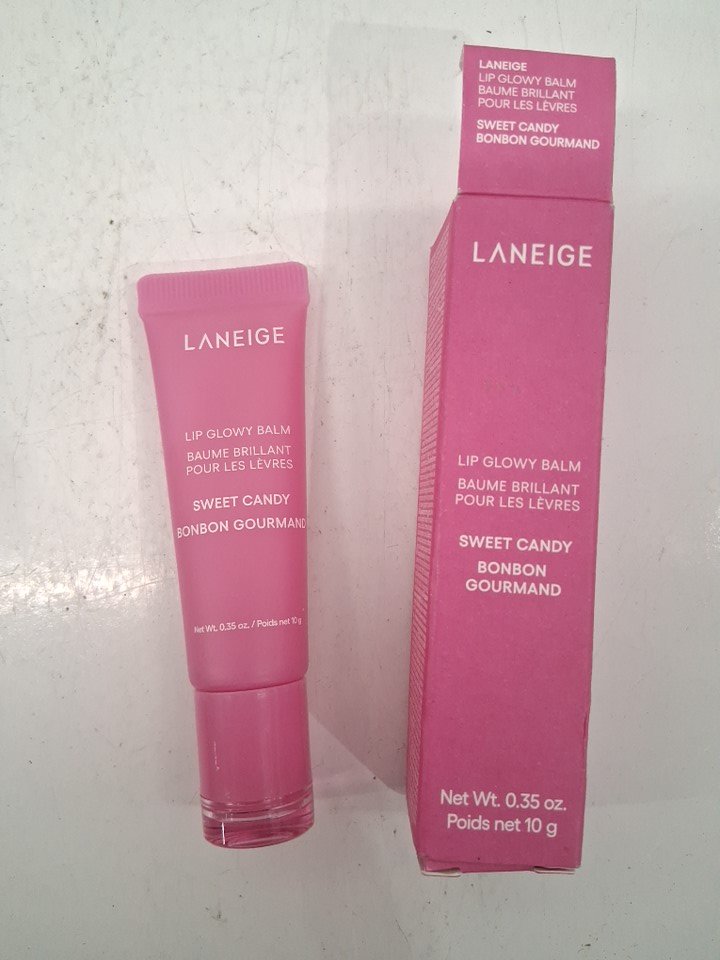 LANEIGE
LIP GLOWY BALM
BAUME BRILLANT
POUR LES LÈVRES
SWEET CANDY
BONBON GOURMAND
Net Wt. 0.35 oz. / Poids net 10 g
LANEIGE
LIP GLOWY BALM
BAUME BRILLANT
POUR LES LÈVRES
SWEET CANDY
BONBON GOURMAND
LANEIGE
LIP GLOWY BALM
BAUME BRILLANT
POUR LES LÈVRES
SWEET CANDY
BONBON
GOURMAND
Net Wt. 0.35 oz.
Poids net 10 g